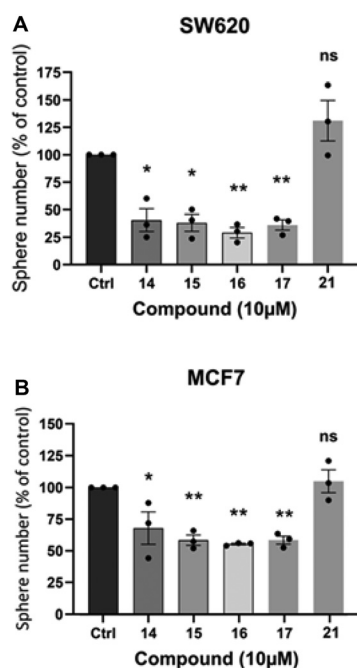 A
SW620
Sphere number (% of control)
175
150
125
100
75
50
25
0
* * ** ** ns
Ctrl 14 15 16 17 21
Compound (10µM)
B
MCF7
Sphere number (% of control)
150
125
100
75
50
25
0
* ** ** ** ns
Ctrl 14 15 16 17 21
Compound (10µM)